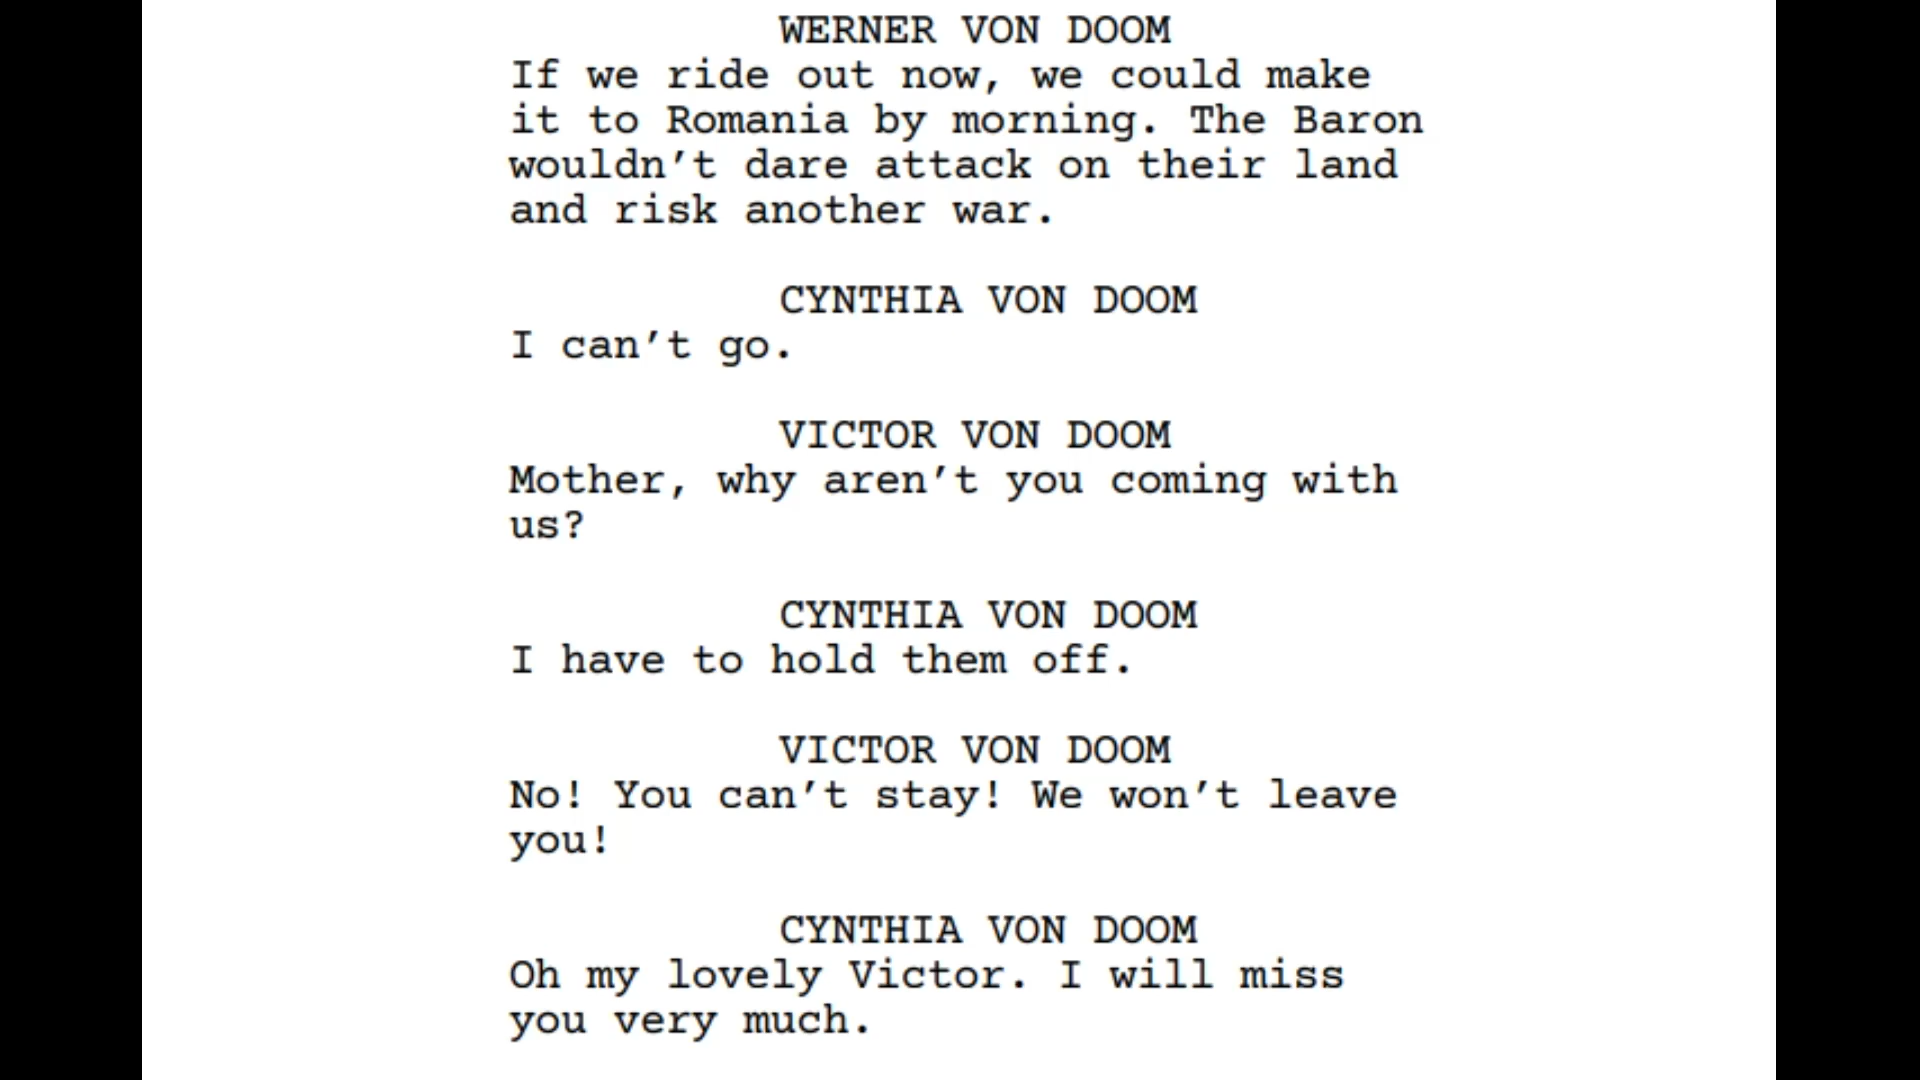 WERNER VON DOOM
If we ride out now, we could make
it to Romania by morning. The Baron
wouldn’t dare attack on their land
and risk another war.
CYNTHIA VON DOOM
I can’t go.
VICTOR VON DOOM
Mother, why aren’t you coming with
us?
CYNTHIA VON DOOM
I have to hold them off.
VICTOR VON DOOM
No! You can’t stay! We won’t leave
you!
CYNTHIA VON DOOM
Oh my lovely Victor. I will miss
you very much.